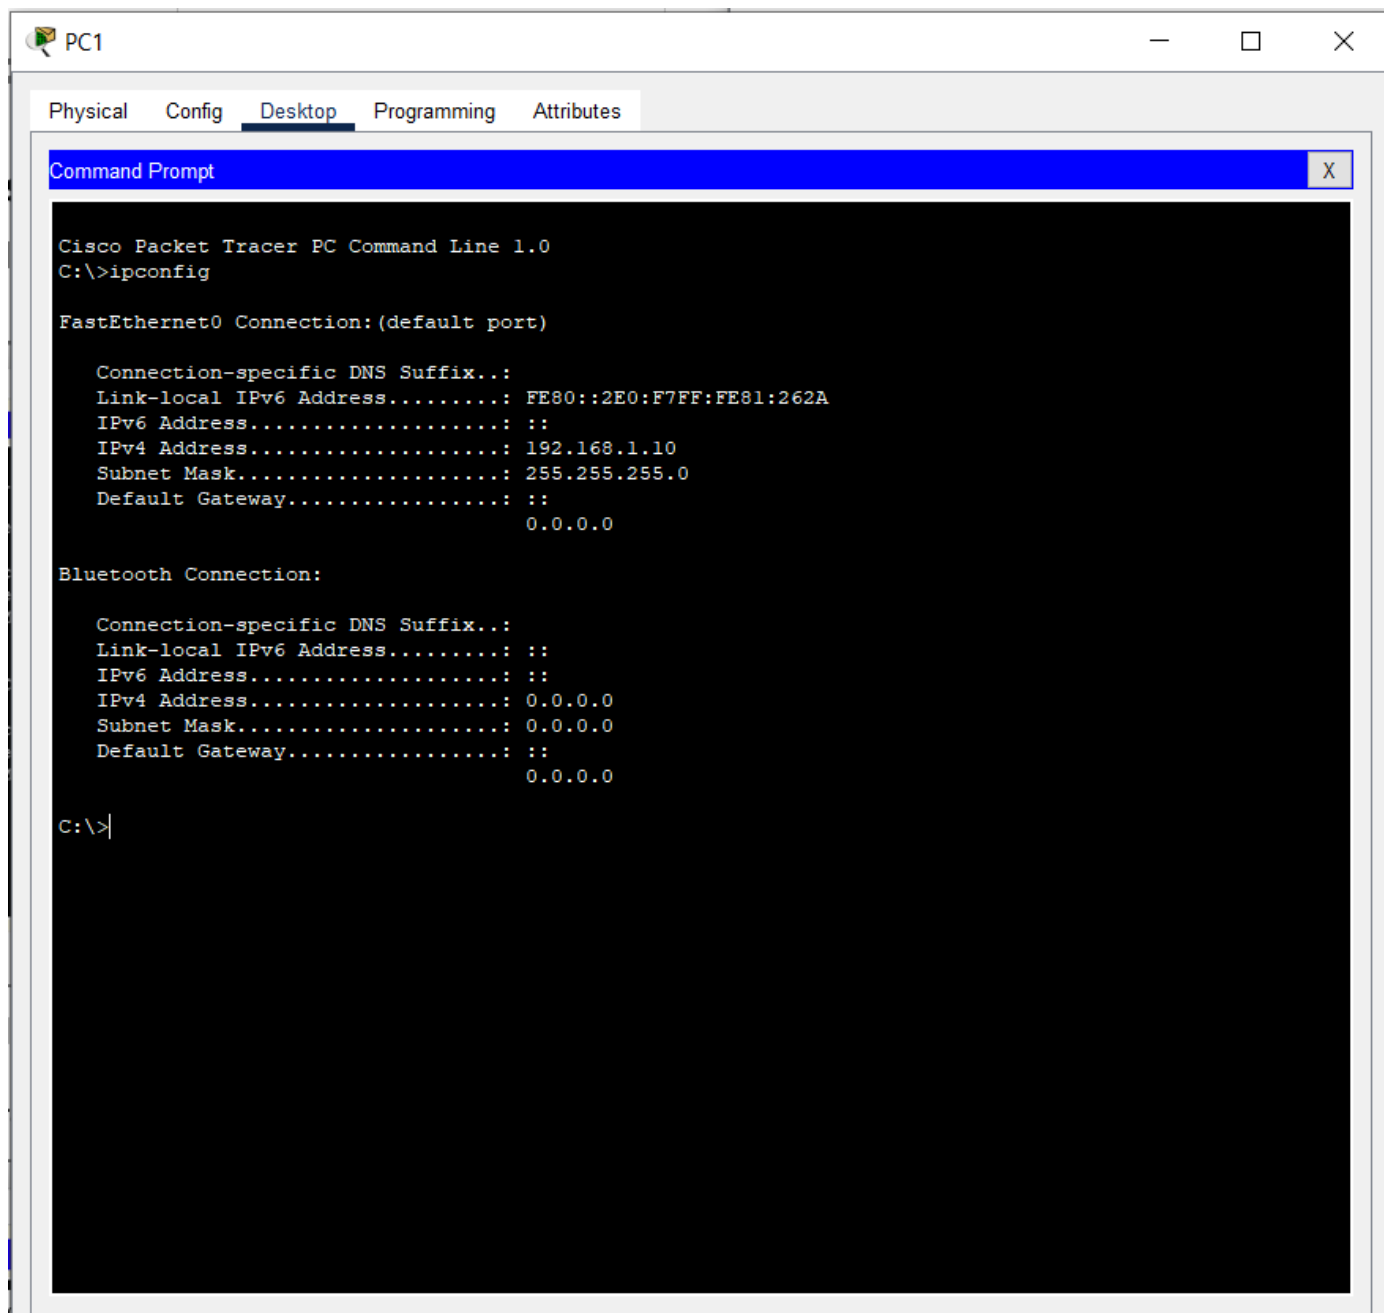 PC1
Physical Config Desktop Programming Attributes
Command Prompt X
Cisco Packet Tracer PC Command Line 1.0
C:\>ipconfig
FastEthernet0 Connection:(default port)
Connection-specific DNS Suffix..:
Link-local IPv6 Address.........: FE80::2E0:F7FF:FE81:262A
IPv6 Address....................: ::
IPv4 Address....................: 192.168.1.10
Subnet Mask.....................: 255.255.255.0
Default Gateway.................: ::
0.0.0.0
Bluetooth Connection:
Connection-specific DNS Suffix..:
Link-local IPv6 Address.........: ::
IPv6 Address....................: ::
IPv4 Address....................: 0.0.0.0
Subnet Mask.....................: 0.0.0.0
Default Gateway.................: ::
0.0.0.0
C:\>